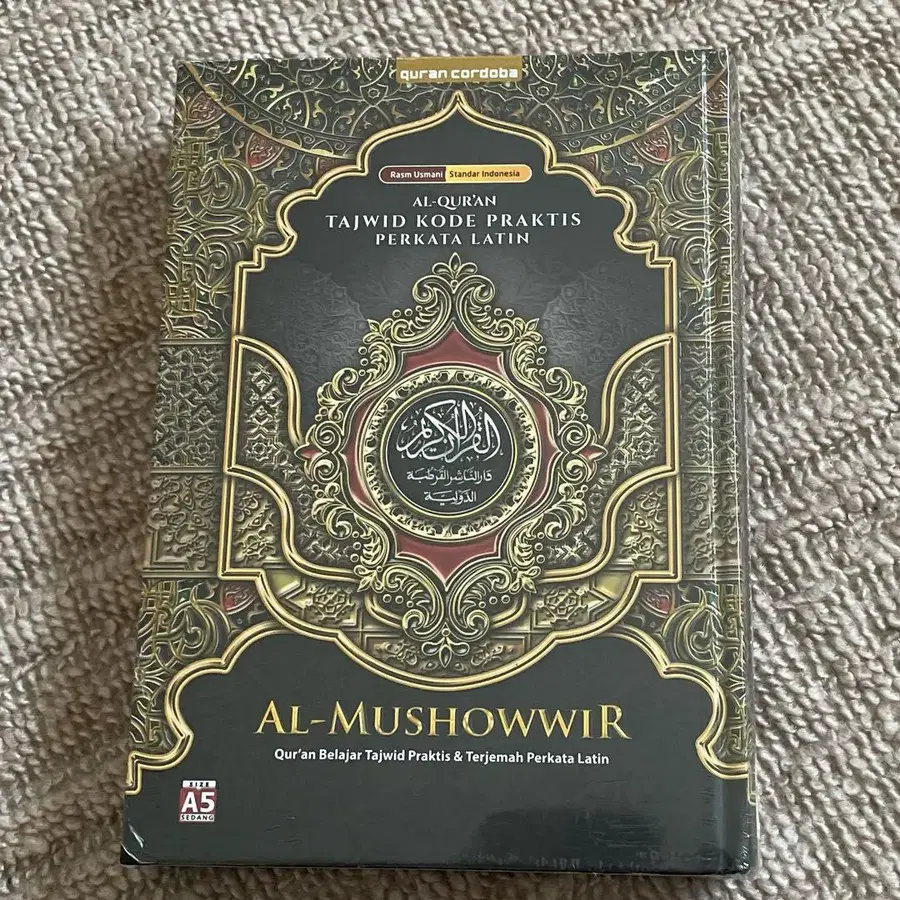 quran cordoba
Rasm Usmani Standar Indonesia
AL-QUR'AN
TAJWID KODE PRAKTIS
PERKATA LATIN
القرآن الكريم
دار الناشر القرطبة
الدولية
AL-MUSHOWWIR
Qur'an Belajar Tajwid Praktis & Terjemah Perkata Latin
SIZE
A5
SEDANG